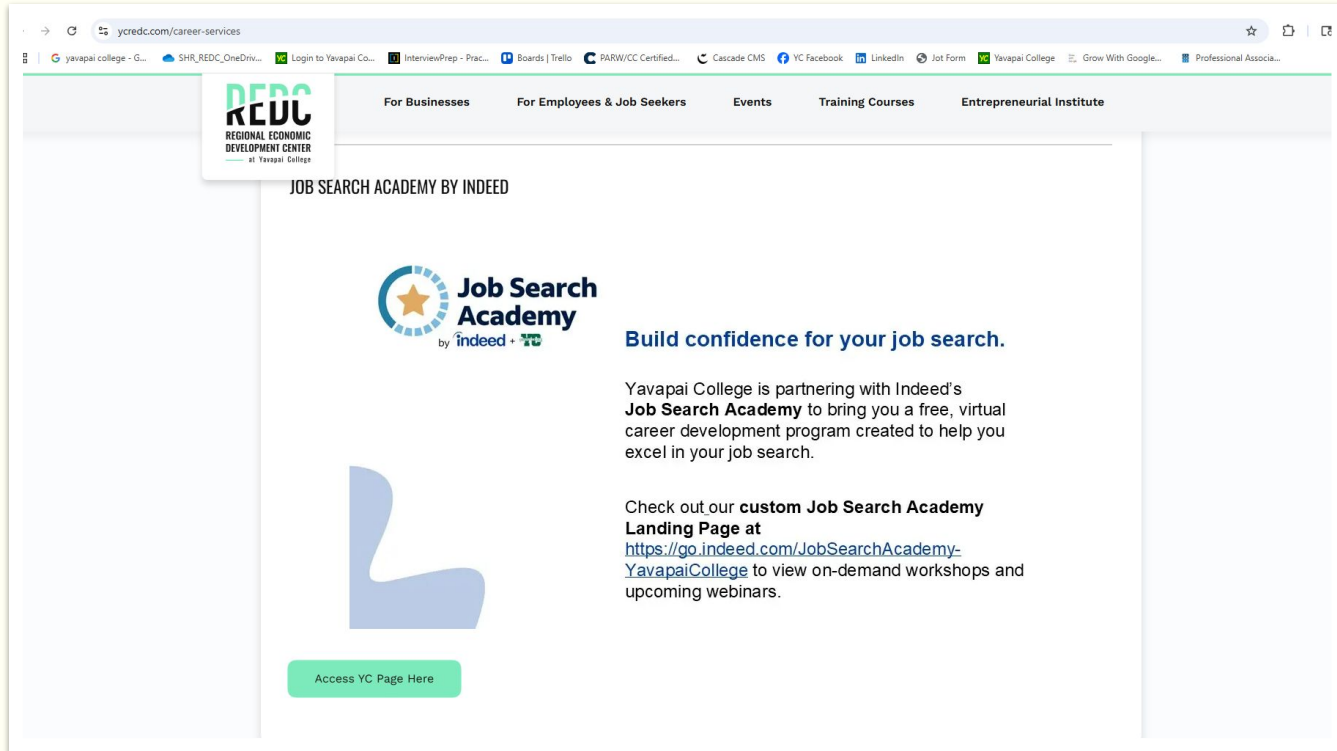 ycredc.com/career-services
G yavapai college - G... SHR_REDC_OneDriv... YC Login to Yavapai Co... InterviewPrep - Prac... Boards | Trello PARW/CC Certified... Cascade CMS YC Facebook LinkedIn Jot Form YC Yavapai College Grow With Google... Professional Associa...
REDC
REGIONAL ECONOMIC
DEVELOPMENT CENTER
at Yavapai College
For Businesses For Employees & Job Seekers Events Training Courses Entrepreneurial Institute
JOB SEARCH ACADEMY BY INDEED
Job Search
Academy
by indeed + YC
Build confidence for your job search.
Yavapai College is partnering with Indeed's
Job Search Academy to bring you a free, virtual
career development program created to help you
excel in your job search.
Check out our custom Job Search Academy
Landing Page at
https://go.indeed.com/JobSearchAcademy-
YavapaiCollege to view on-demand workshops and
upcoming webinars.
Access YC Page Here